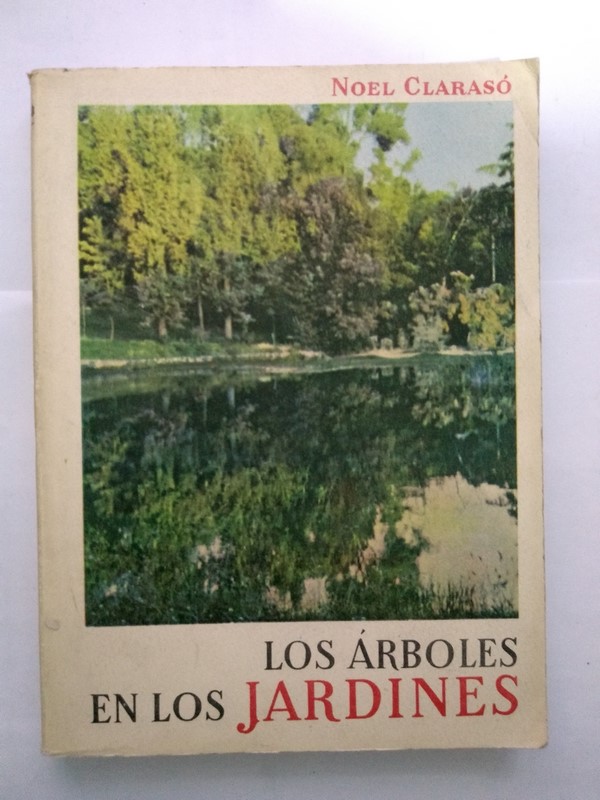 NOEL CLARASÓ
LOS ÁRBOLES
EN LOS JARDINES